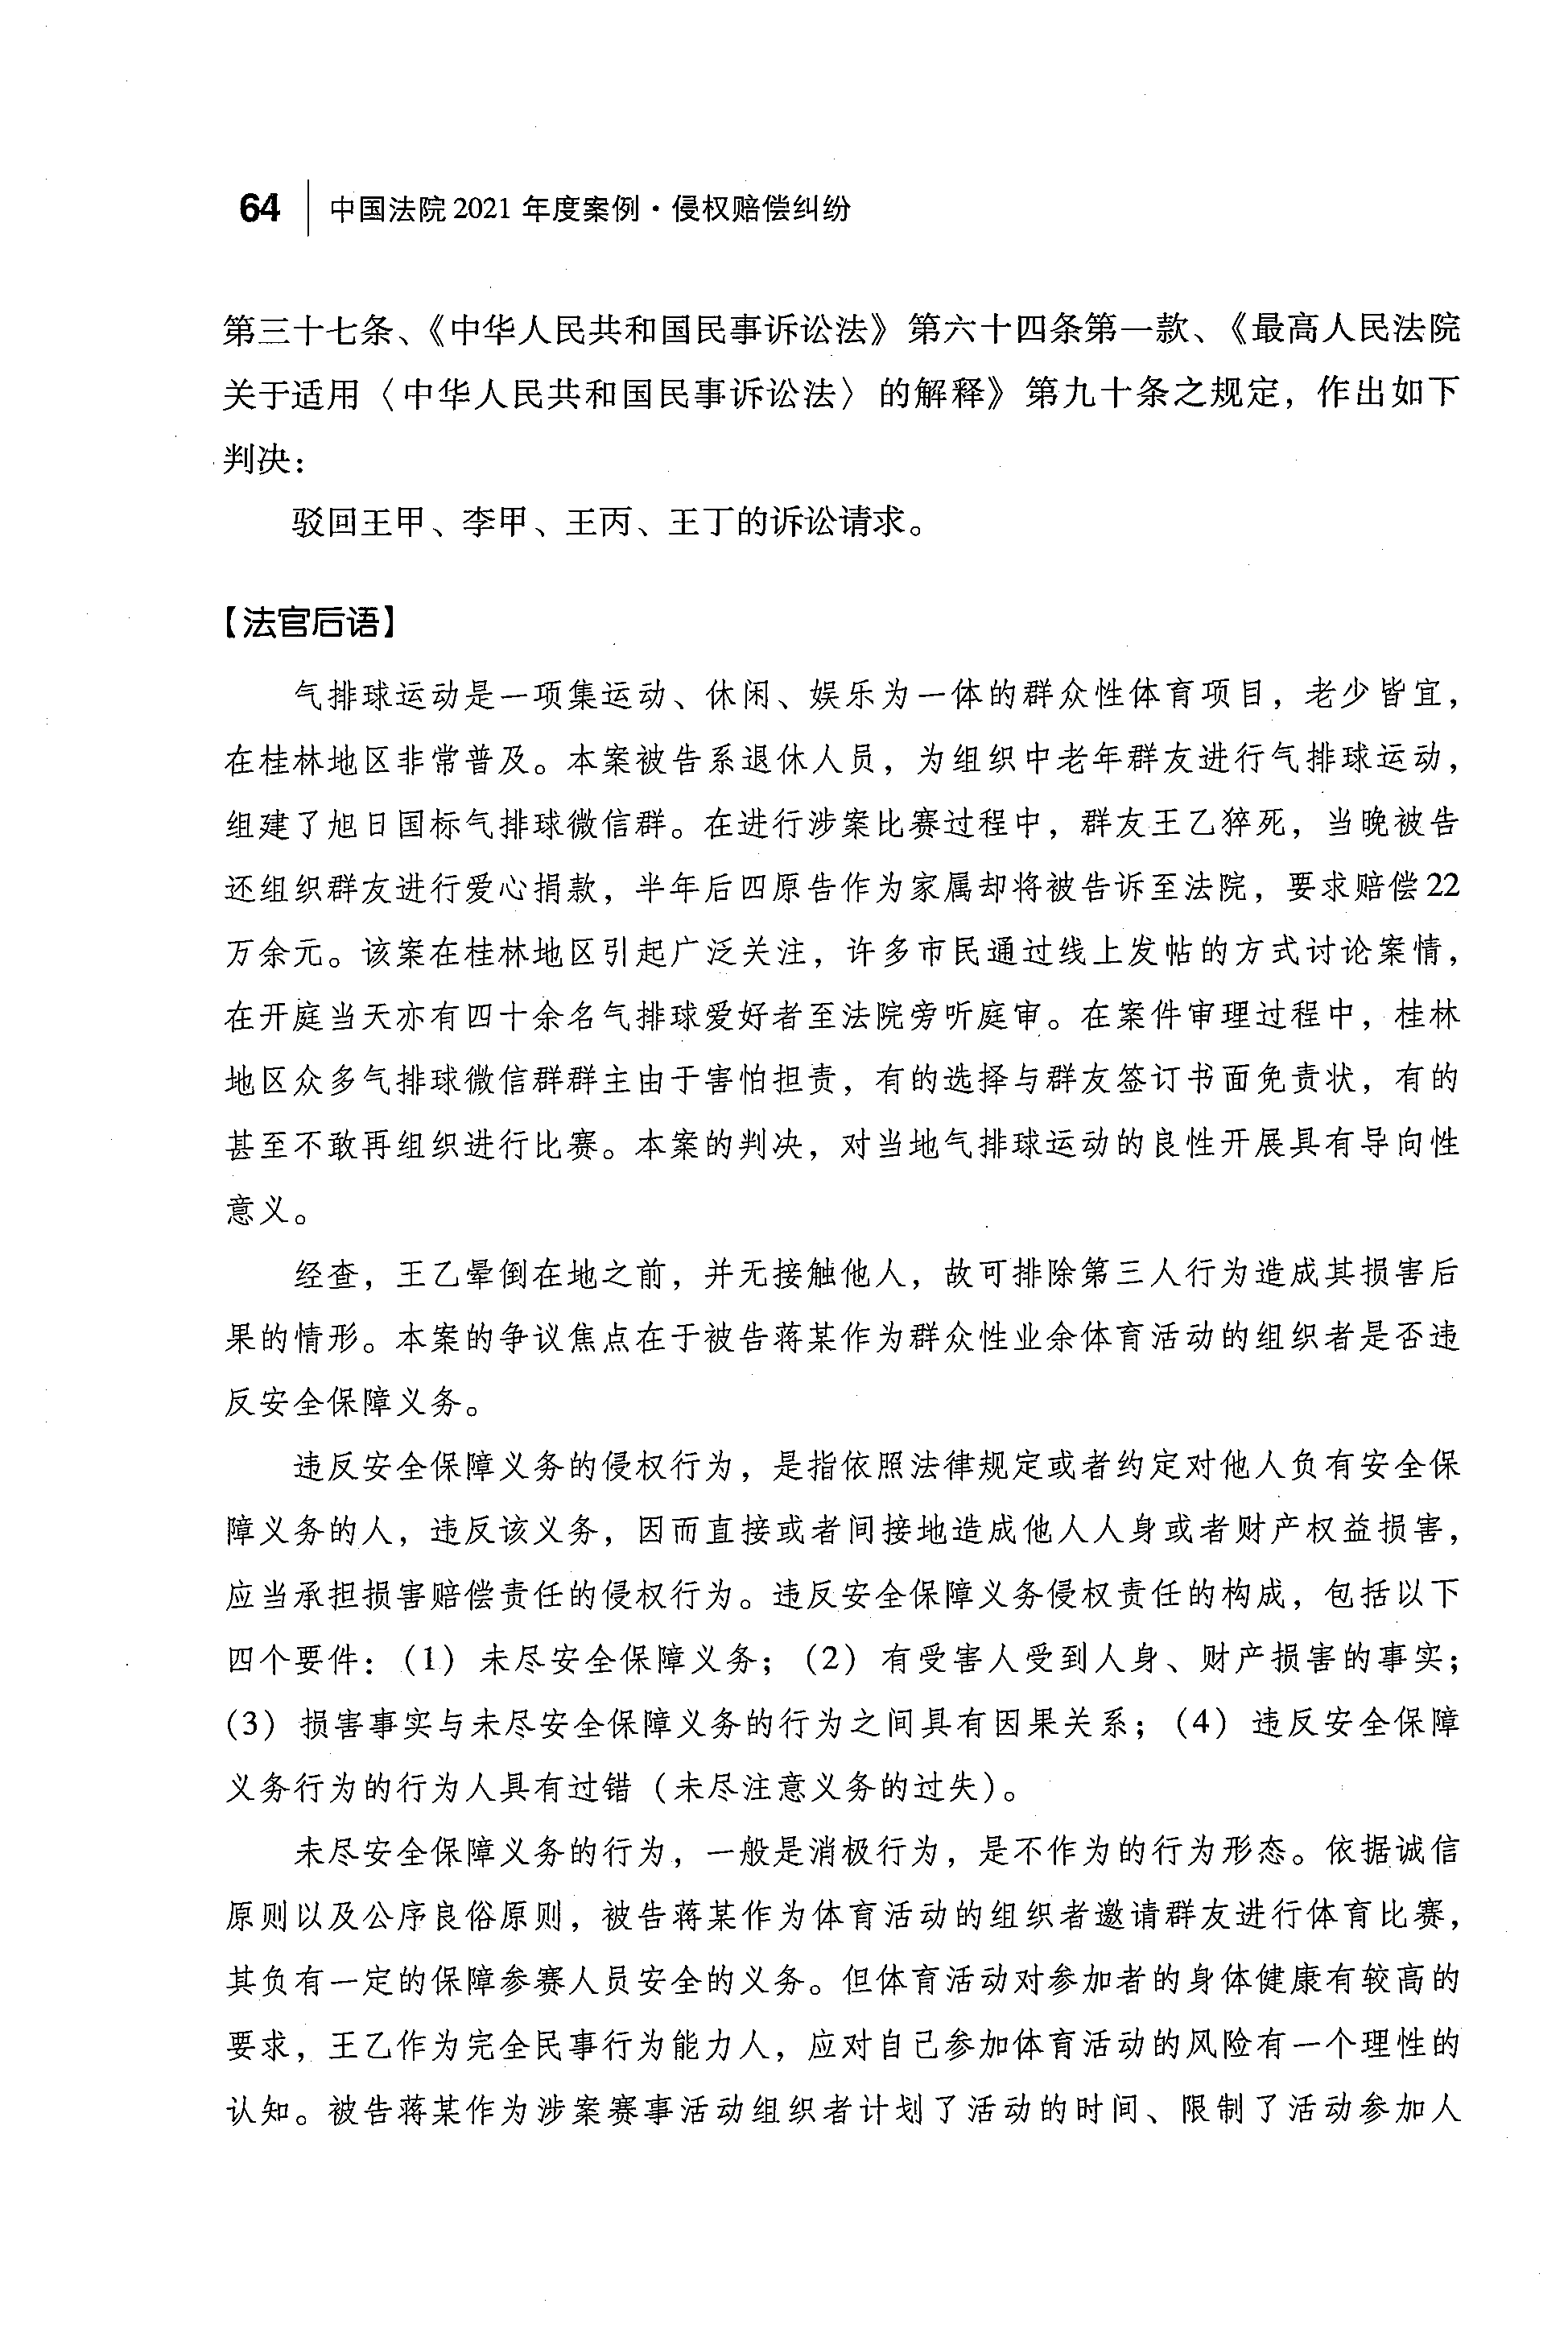 64 中国法院2021年度案例·侵权赔偿纠纷
第三十七条、《中华人民共和国民事诉讼法》第六十四条第一款、《最高人民法院
关于适用〈中华人民共和国民事诉讼法〉的解释》第九十条之规定，作出如下
判决：
驳回王甲、李甲、王丙、王丁的诉讼请求。
【法官后语】
气排球运动是一项集运动、休闲、娱乐为一体的群众性体育项目，老少皆宜，
在桂林地区非常普及。本案被告系退休人员，为组织中老年群友进行气排球运动，
组建了旭日国标气排球微信群。在进行涉案比赛过程中，群友王乙猝死，当晚被告
还组织群友进行爱心捐款，半年后四原告作为家属却将被告诉至法院，要求赔偿22
万余元。该案在桂林地区引起广泛关注，许多市民通过线上发帖的方式讨论案情，
在开庭当天亦有四十余名气排球爱好者至法院旁听庭审。在案件审理过程中，桂林
地区众多气排球微信群群主由于害怕担责，有的选择与群友签订书面免责状，有的
甚至不敢再组织进行比赛。本案的判决，对当地气排球运动的良性开展具有导向性
意义。
经查，王乙晕倒在地之前，并无接触他人，故可排除第三人行为造成其损害后
果的情形。本案的争议焦点在于被告蒋某作为群众性业余体育活动的组织者是否违
反安全保障义务。
违反安全保障义务的侵权行为，是指依照法律规定或者约定对他人负有安全保
障义务的人，违反该义务，因而直接或者间接地造成他人人身或者财产权益损害，
应当承担损害赔偿责任的侵权行为。违反安全保障义务侵权责任的构成，包括以下
四个要件：（1）未尽安全保障义务；（2）有受害人受到人身、财产损害的事实；
（3）损害事实与未尽安全保障义务的行为之间具有因果关系；（4）违反安全保障
义务行为的行为人具有过错（未尽注意义务的过失）。
未尽安全保障义务的行为，一般是消极行为，是不作为的行为形态。依据诚信
原则以及公序良俗原则，被告蒋某作为体育活动的组织者邀请群友进行体育比赛，
其负有一定的保障参赛人员安全的义务。但体育活动对参加者的身体健康有较高的
要求，王乙作为完全民事行为能力人，应对自己参加体育活动的风险有一个理性的
认知。被告蒋某作为涉案赛事活动组织者计划了活动的时间、限制了活动参加人